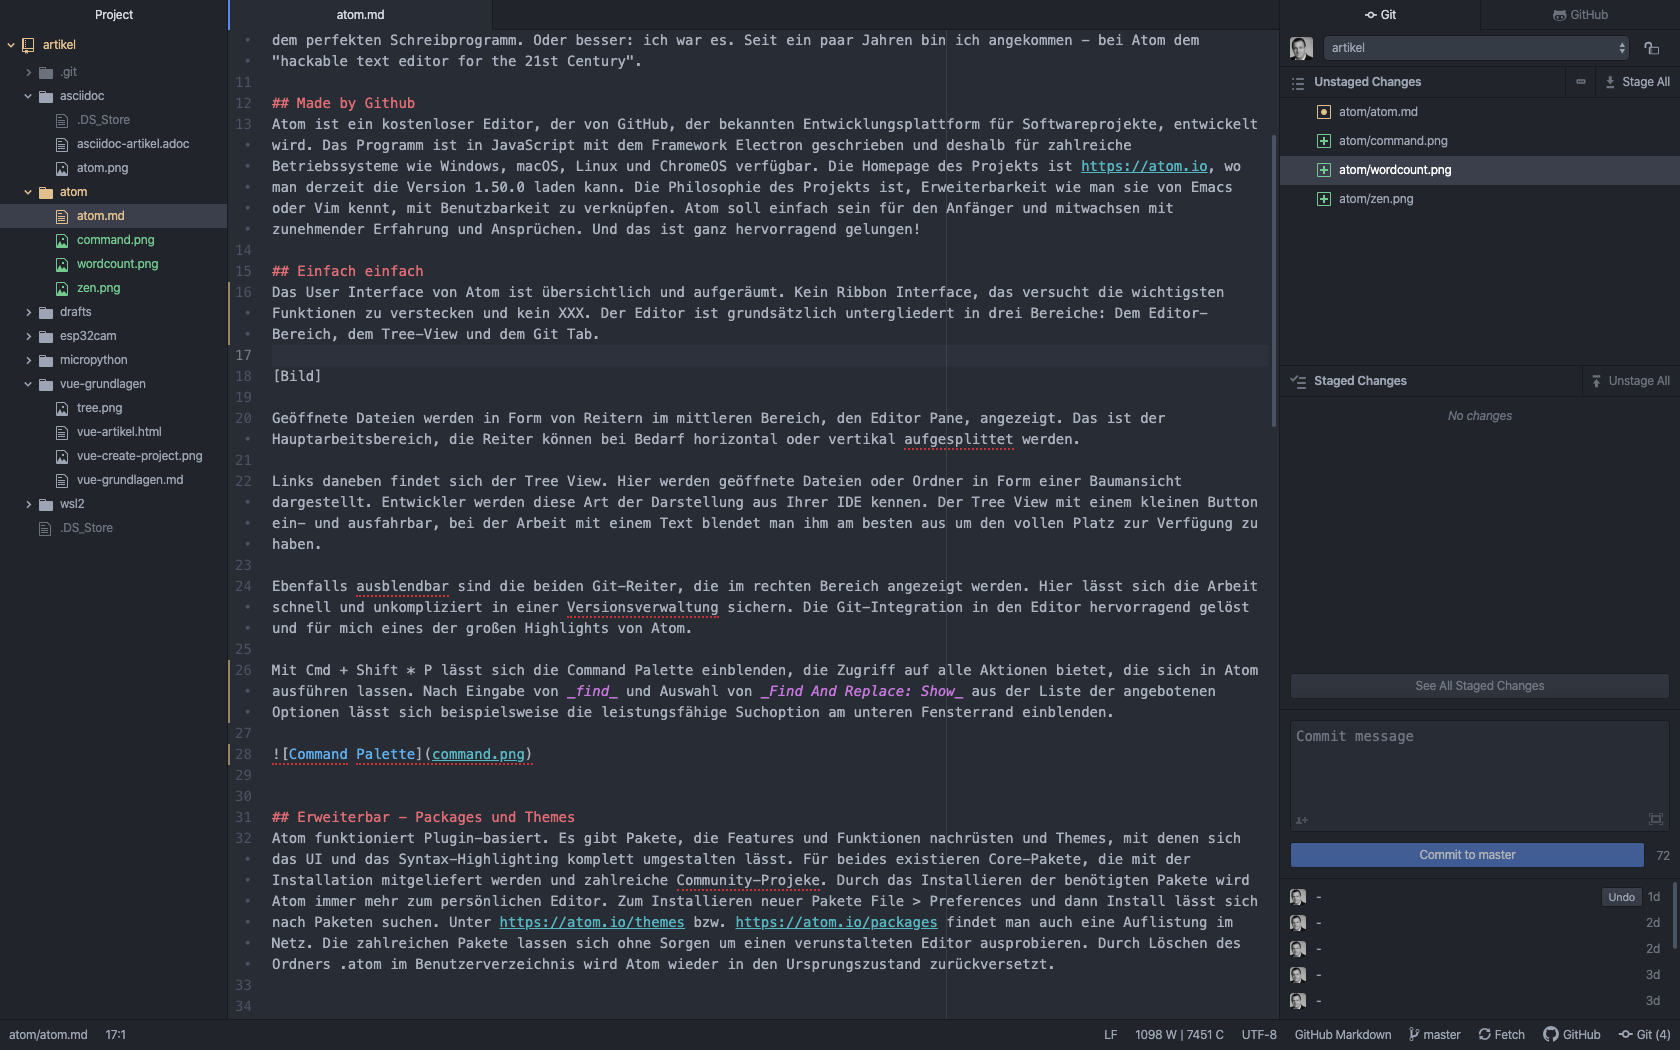 Project
artikel
.git
asciidoc
.DS_Store
asciidoc-artikel.adoc
atom.png
atom
atom.md
command.png
wordcount.png
zen.png
drafts
esp32cam
micropython
vue-grundlagen
tree.png
vue-artikel.html
vue-create-project.png
vue-grundlagen.md
wsl2
.DS_Store
atom.md
dem perfekten Schreibprogramm. Oder besser: ich war es. Seit ein paar Jahren bin ich angekommen – bei Atom dem
"hackable text editor for the 21st Century".
11
12 ## Made by Github
13 Atom ist ein kostenloser Editor, der von GitHub, der bekannten Entwicklungsplattform für Softwareprojekte, entwickelt
wird. Das Programm ist in JavaScript mit dem Framework Electron geschrieben und deshalb für zahlreiche
Betriebssysteme wie Windows, macOS, Linux und ChromeOS verfügbar. Die Homepage des Projekts ist https://atom.io, wo
man derzeit die Version 1.50.0 laden kann. Die Philosophie des Projekts ist, Erweiterbarkeit wie man sie von Emacs
oder Vim kennt, mit Benutzbarkeit zu verknüpfen. Atom soll einfach sein für den Anfänger und mitwachsen mit
zunehmender Erfahrung und Ansprüchen. Und das ist ganz hervorragend gelungen!
14
15 ## Einfach einfach
16 Das User Interface von Atom ist übersichtlich und aufgeräumt. Kein Ribbon Interface, das versucht die wichtigsten
Funktionen zu verstecken und kein XXX. Der Editor ist grundsätzlich untergliedert in drei Bereiche: Dem Editor-
Bereich, dem Tree-View und dem Git Tab.
17
18 [Bild]
19
20 Geöffnete Dateien werden in Form von Reitern im mittleren Bereich, den Editor Pane, angezeigt. Das ist der
Hauptarbeitsbereich, die Reiter können bei Bedarf horizontal oder vertikal aufgesplittet werden.
21
22 Links daneben findet sich der Tree View. Hier werden geöffnete Dateien oder Ordner in Form einer Baumansicht
dargestellt. Entwickler werden diese Art der Darstellung aus Ihrer IDE kennen. Der Tree View mit einem kleinen Button
ein- und ausfahrbar, bei der Arbeit mit einem Text blendet man ihm am besten aus um den vollen Platz zur Verfügung zu
haben.
23
24 Ebenfalls ausblendbar sind die beiden Git-Reiter, die im rechten Bereich angezeigt werden. Hier lässt sich die Arbeit
schnell und unkompliziert in einer Versionsverwaltung sichern. Die Git-Integration in den Editor hervorragend gelöst
und für mich eines der großen Highlights von Atom.
25
26 Mit Cmd + Shift * P lässt sich die Command Palette einblenden, die Zugriff auf alle Aktionen bietet, die sich in Atom
ausführen lassen. Nach Eingabe von _find_ und Auswahl von _Find And Replace: Show_ aus der Liste der angebotenen
Optionen lässt sich beispielsweise die leistungsfähige Suchoption am unteren Fensterrand einblenden.
27
28 ![Command Palette](command.png)
29
30
31 ## Erweiterbar – Packages und Themes
32 Atom funktioniert Plugin-basiert. Es gibt Pakete, die Features und Funktionen nachrüsten und Themes, mit denen sich
das UI und das Syntax-Highlighting komplett umgestalten lässt. Für beides existieren Core-Pakete, die mit der
Installation mitgeliefert werden und zahlreiche Community-Projeke. Durch das Installieren der benötigten Pakete wird
Atom immer mehr zum persönlichen Editor. Zum Installieren neuer Pakete File > Preferences und dann Install lässt sich
nach Paketen suchen. Unter https://atom.io/themes bzw. https://atom.io/packages findet man auch eine Auflistung im
Netz. Die zahlreichen Pakete lassen sich ohne Sorgen um einen verunstalteten Editor ausprobieren. Durch Löschen des
Ordners .atom im Benutzerverzeichnis wird Atom wieder in den Ursprungszustand zurückversetzt.
33
34
Git GitHub
artikel
Unstaged Changes Stage All
atom/atom.md
atom/command.png
atom/wordcount.png
atom/zen.png
Staged Changes Unstage All
No changes
See All Staged Changes
Commit message
Commit to master 72
- Undo 1d
- 2d
- 2d
- 3d
- 3d
atom/atom.md 17:1 LF 1098 W | 7451 C UTF-8 GitHub Markdown master Fetch GitHub Git (4)